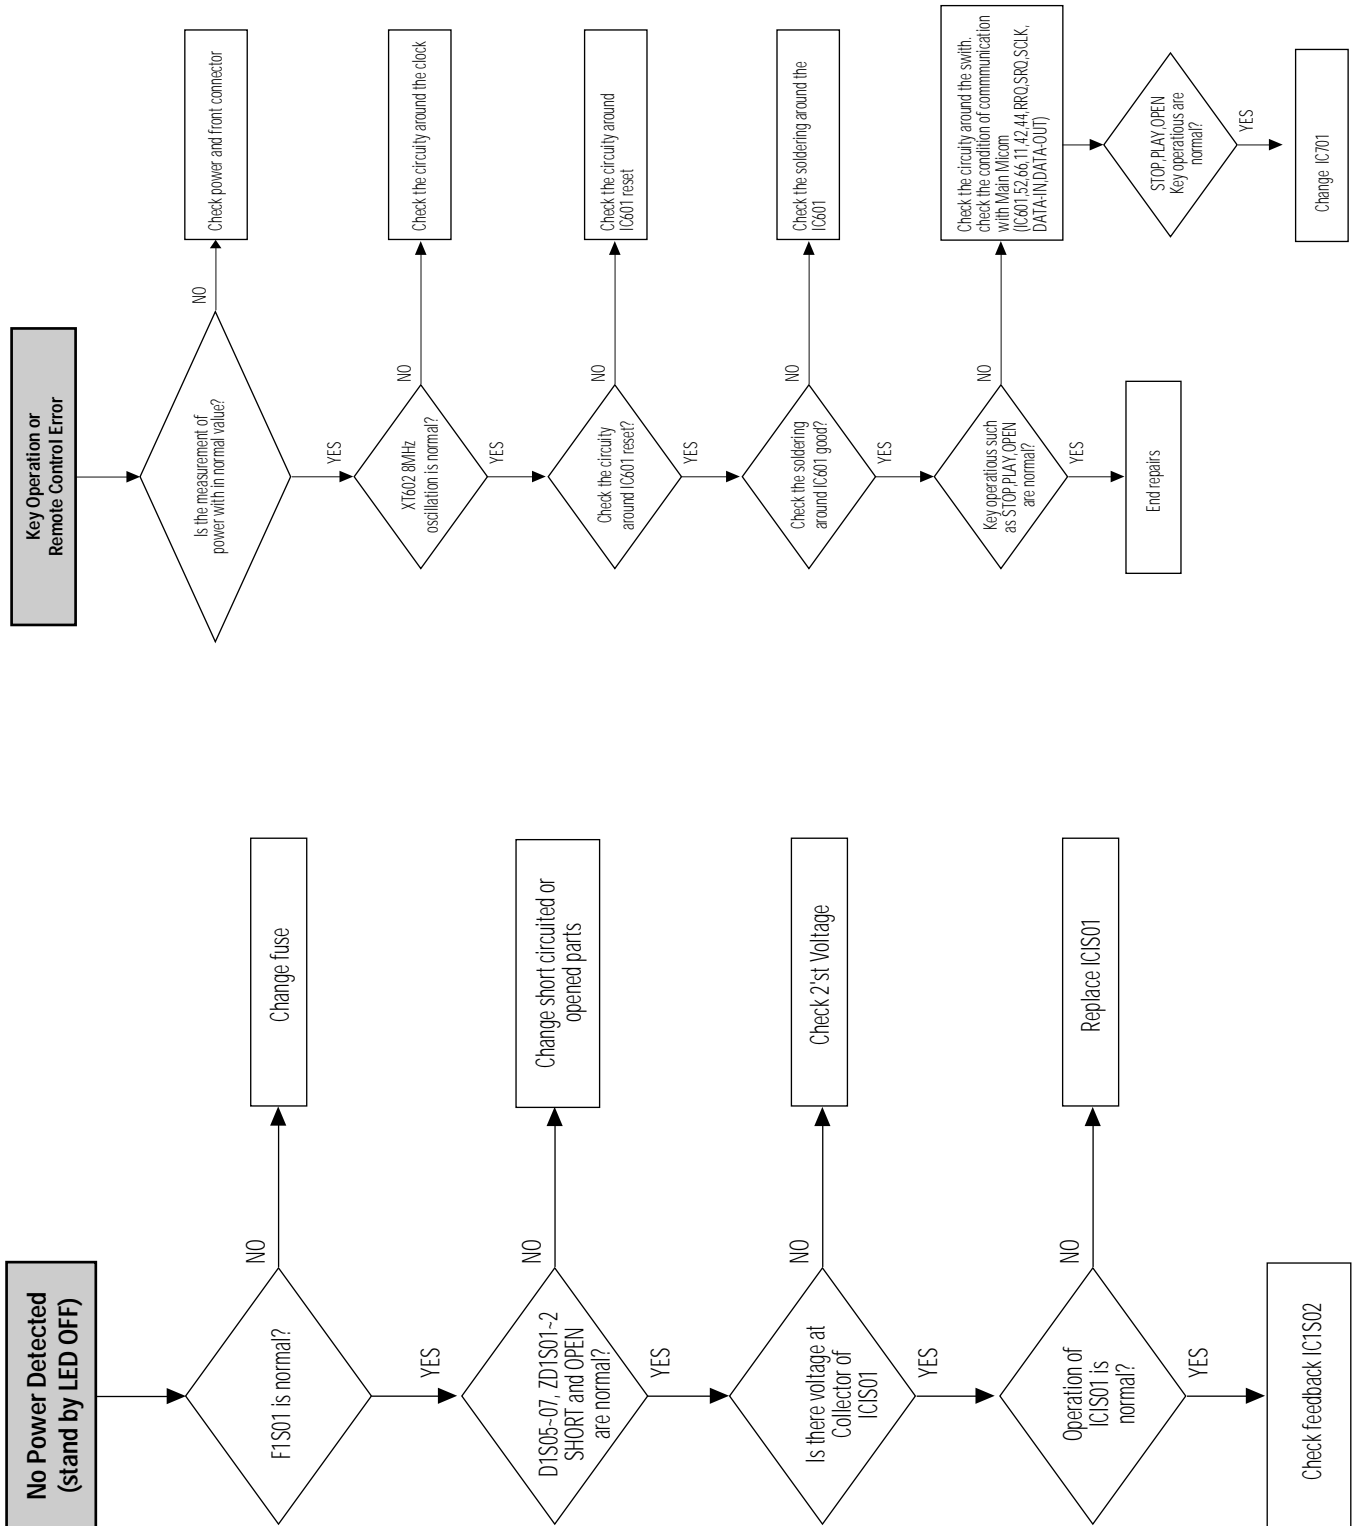 Key Operation or
Remote Control Error
Is the measurement of
power with in normal value?
NO
Check power and front connector
YES
XT602 8MHz
oscillation is normal?
NO
Check the circuity around the clock
YES
Check the circuity
around IC601 reset?
NO
Check the circuity around
IC601 reset
YES
Check the soldering
around IC601 good?
NO
Check the soldering around the
IC601
YES
Key operatious such
as STOP,PLAY,OPEN
are normal?
NO
Check the circuity around the swith.
check the condition of commmunication
with Main Micom
(IC601,52,66,11,42,44,RRQ,SRQ,SCLK,
DATA-IN,DATA-OUT)
YES
End repairs
STOP,PLAY,OPEN
Key operatious are
normal?
YES
Change IC701
No Power Detected
(stand by LED OFF)
F1S01 is normal?
NO
Change fuse
YES
D1S05~07, ZD1S01~2
SHORT and OPEN
are normal?
NO
Change short circuited or
opened parts
YES
Is there voltage at
Collector of
ICIS01
NO
Check 2'st Voltage
YES
Operation of
ICIS01 is
normal?
NO
Replace ICIS01
YES
Check feedback IC1S02